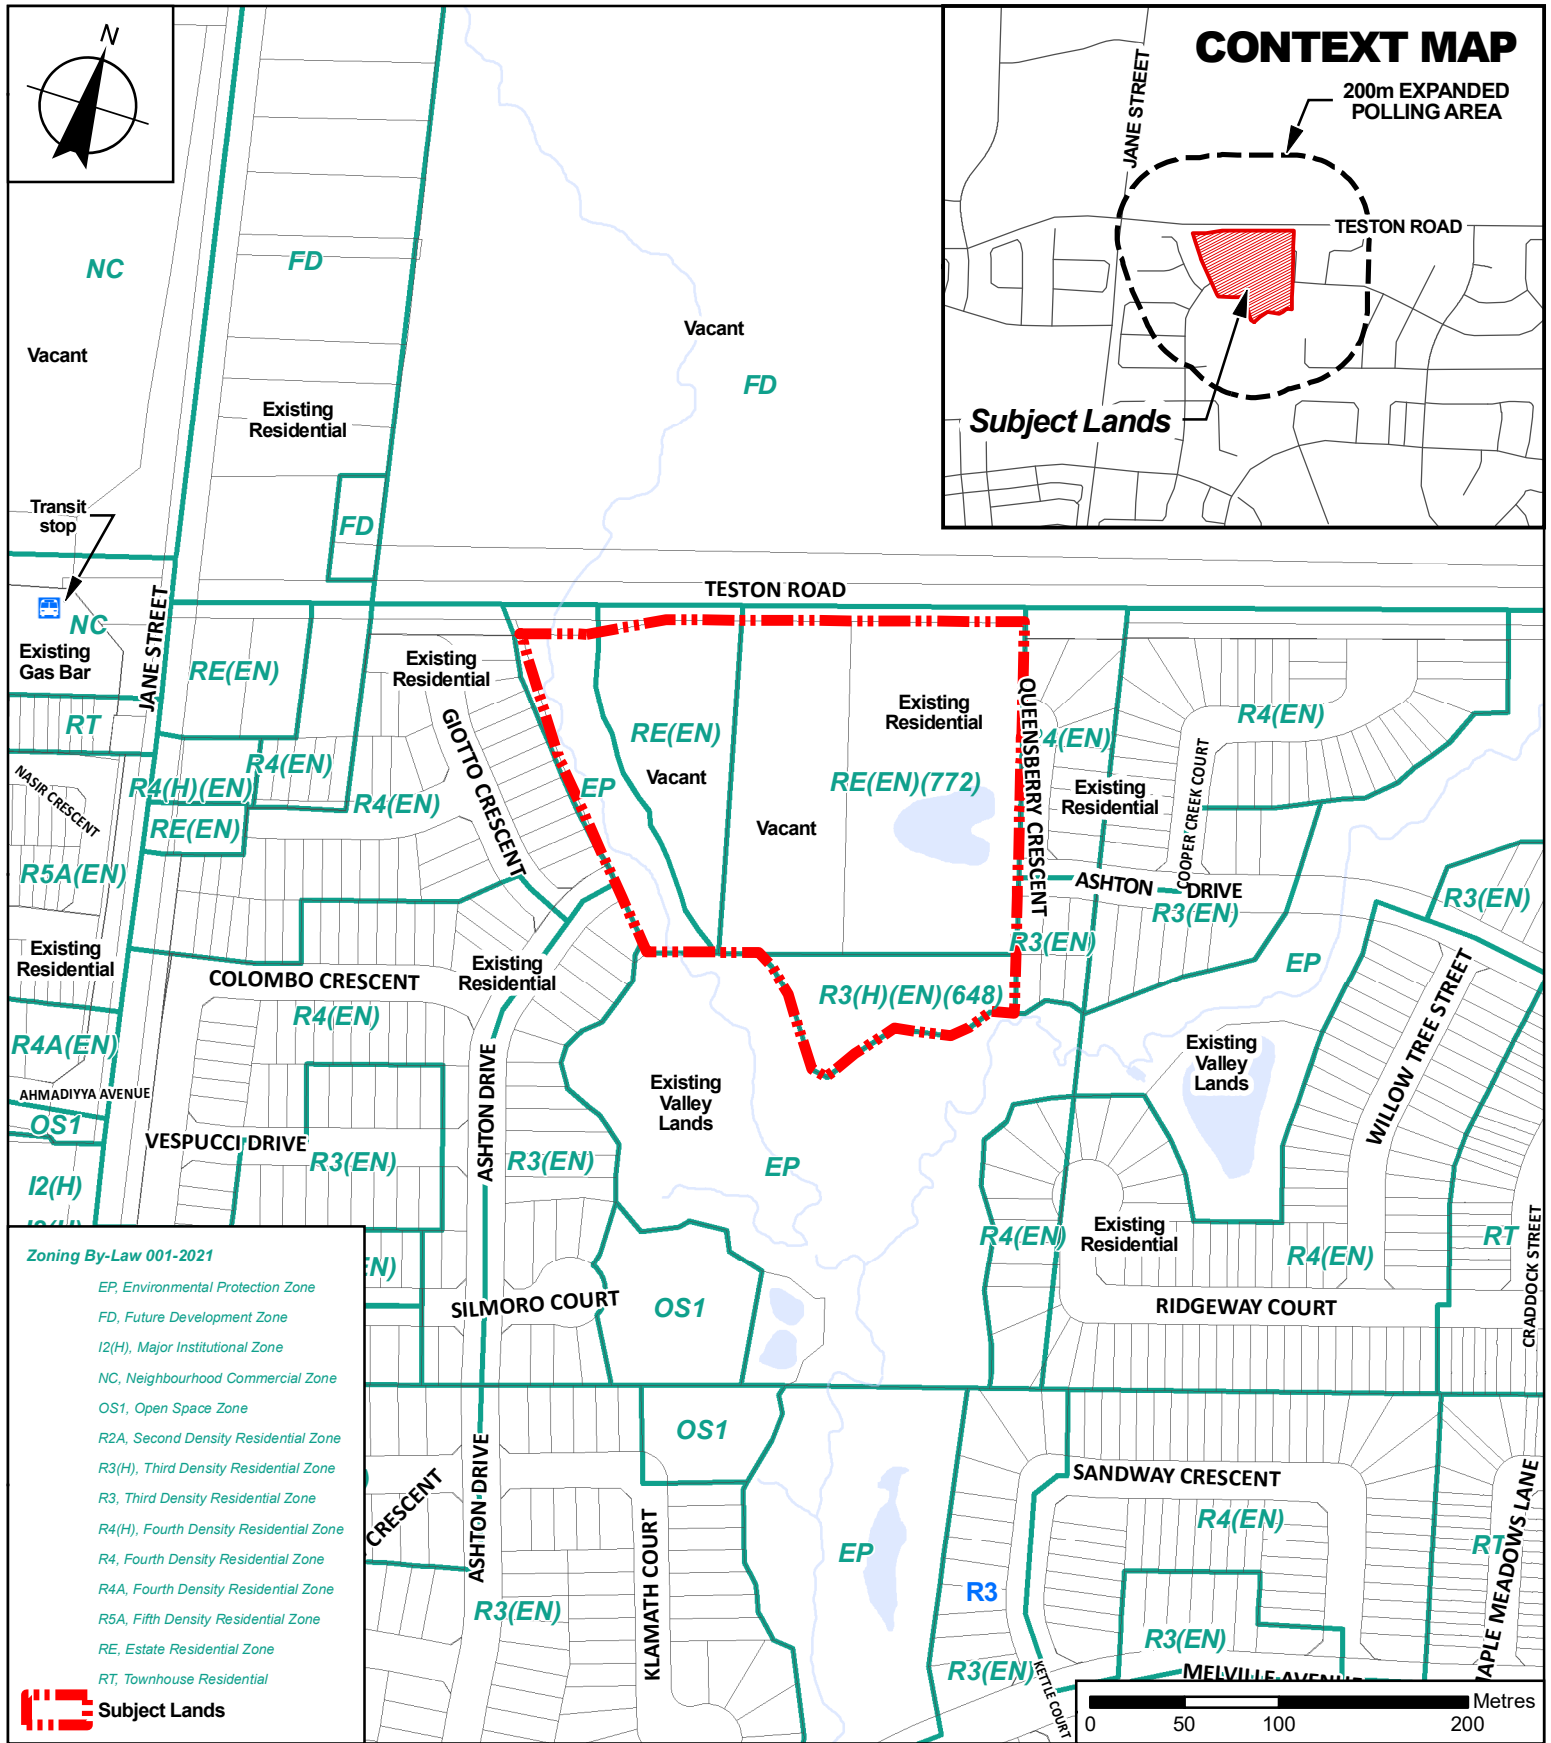 N
CONTEXT MAP
200m EXPANDED
POLLING AREA
JANE STREET
TESTON ROAD
Subject Lands
NC
FD
Vacant
Vacant
FD
Existing
Residential
Transit
stop
FD
TESTON ROAD
NC
Existing
Gas Bar
JANE STREET
RE(EN)
Existing
Residential
GIOTTO CRESCENT
RT
R4(H)(EN)
R4(EN)
R4(EN)
NASIR CRESCENT
RE(EN)
R5A(EN)
EP
RE(EN)
Vacant
Existing
Residential
RE(EN)(772)
Vacant
QUEENSBERRY CRESCENT
4(EN)
R4(EN)
Existing
Residential
COOPER CREEK COURT
ASHTON DRIVE
R3(EN)
R3(EN)
R3(EN)
EP
Existing
Residential
COLOMBO CRESCENT
Existing
Residential
R4(EN)
R3(H)(EN)(648)
WILLOW TREE STREET
R4A(EN)
AHMADIYYA AVENUE
OS1
ASHTON DRIVE
Existing
Valley
Lands
Existing
Valley
Lands
VESPUCCI DRIVE
R3(EN)
R3(EN)
EP
I2(H)
R4(EN)
Existing
Residential
R4(EN)
RT
CRADDOCK STREET
EN)
SILMORO COURT
OS1
RIDGEWAY COURT
OS1
CRESCENT
ASHTON DRIVE
KLAMATH COURT
R3(EN)
EP
R3
R3(EN)
SANDWAY CRESCENT
R4(EN)
RT
MAPLE MEADOWS LANE
R3(EN)
MELVILLE AVENUE
KETTLE COURT
Zoning By-Law 001-2021
EP, Environmental Protection Zone
FD, Future Development Zone
I2(H), Major Institutional Zone
NC, Neighbourhood Commercial Zone
OS1, Open Space Zone
R2A, Second Density Residential Zone
R3(H), Third Density Residential Zone
R3, Third Density Residential Zone
R4(H), Fourth Density Residential Zone
R4, Fourth Density Residential Zone
R4A, Fourth Density Residential Zone
R5A, Fifth Density Residential Zone
RE, Estate Residential Zone
RT, Townhouse Residential
Subject Lands
Metres
0 50 100 200